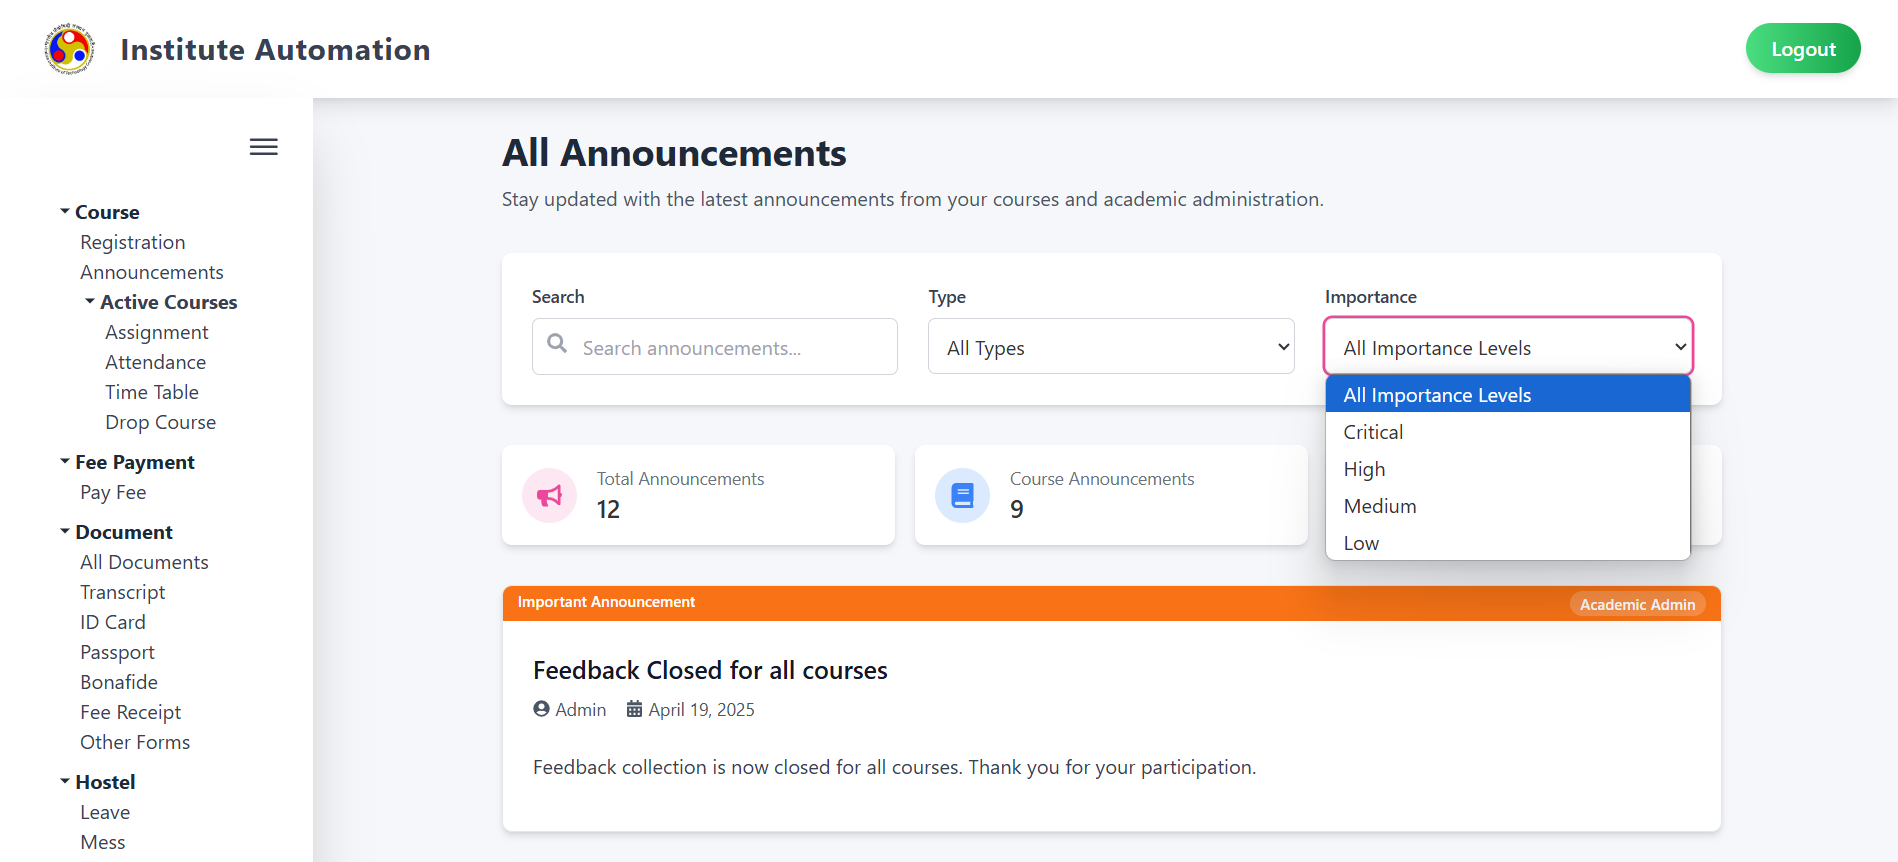 Institute Automation
Logout
Course
Registration
Announcements
Active Courses
Assignment
Attendance
Time Table
Drop Course
Fee Payment
Pay Fee
Document
All Documents
Transcript
ID Card
Passport
Bonafide
Fee Receipt
Other Forms
Hostel
Leave
Mess
All Announcements
Stay updated with the latest announcements from your courses and academic administration.
Search
Search announcements...
Type
All Types
Importance
All Importance Levels
All Importance Levels
Critical
High
Medium
Low
Total Announcements
12
Course Announcements
9
Important Announcement
Academic Admin
Feedback Closed for all courses
Admin April 19, 2025
Feedback collection is now closed for all courses. Thank you for your participation.